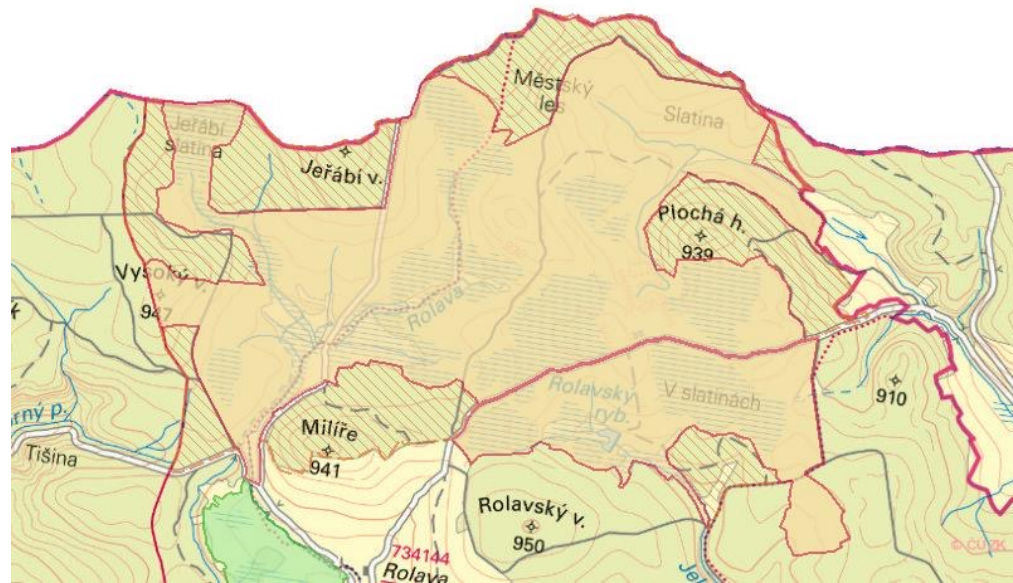 Městský
les
Jeřábí
slatina
Slatina
Jeřábí v.
Plochá h.
939
Vysoký v.
947
Rolava
Rolavský
ryb.
V slatinách
910
Milíře
941
Tišina
Rolavský v.
950
734144
Rolava
© ČÚZK